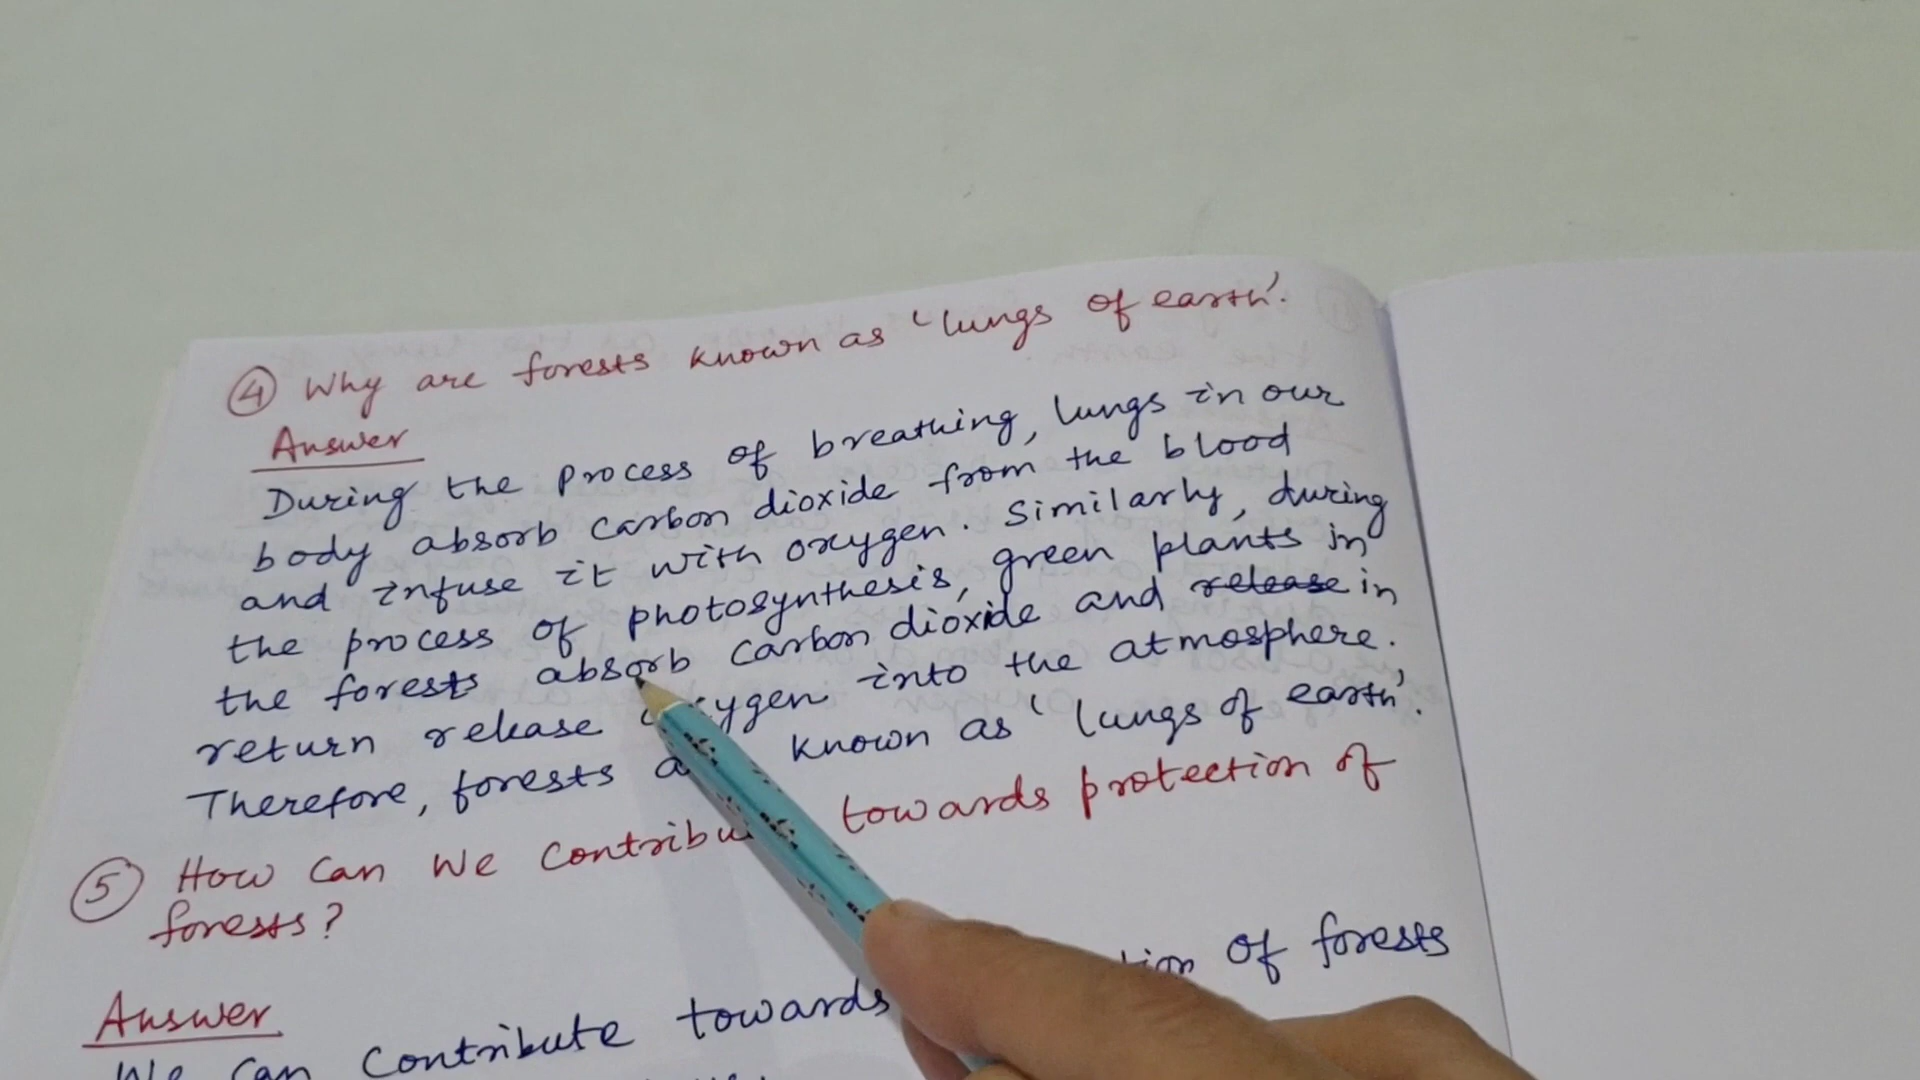 4 Why are forests known as 'lungs of earth'.
Answer
During the process of breathing, lungs in our
body absorb carbon dioxide from the blood
and infuse it with oxygen. Similarly, during
the process of photosynthesis, green plants in
the forests absorb carbon dioxide and release in
return release oxygen into the atmosphere.
Therefore, forests known as 'lungs of earth'.
5 How can we contribu towards protection of
forests?
Answer
We can contribute towards of forests